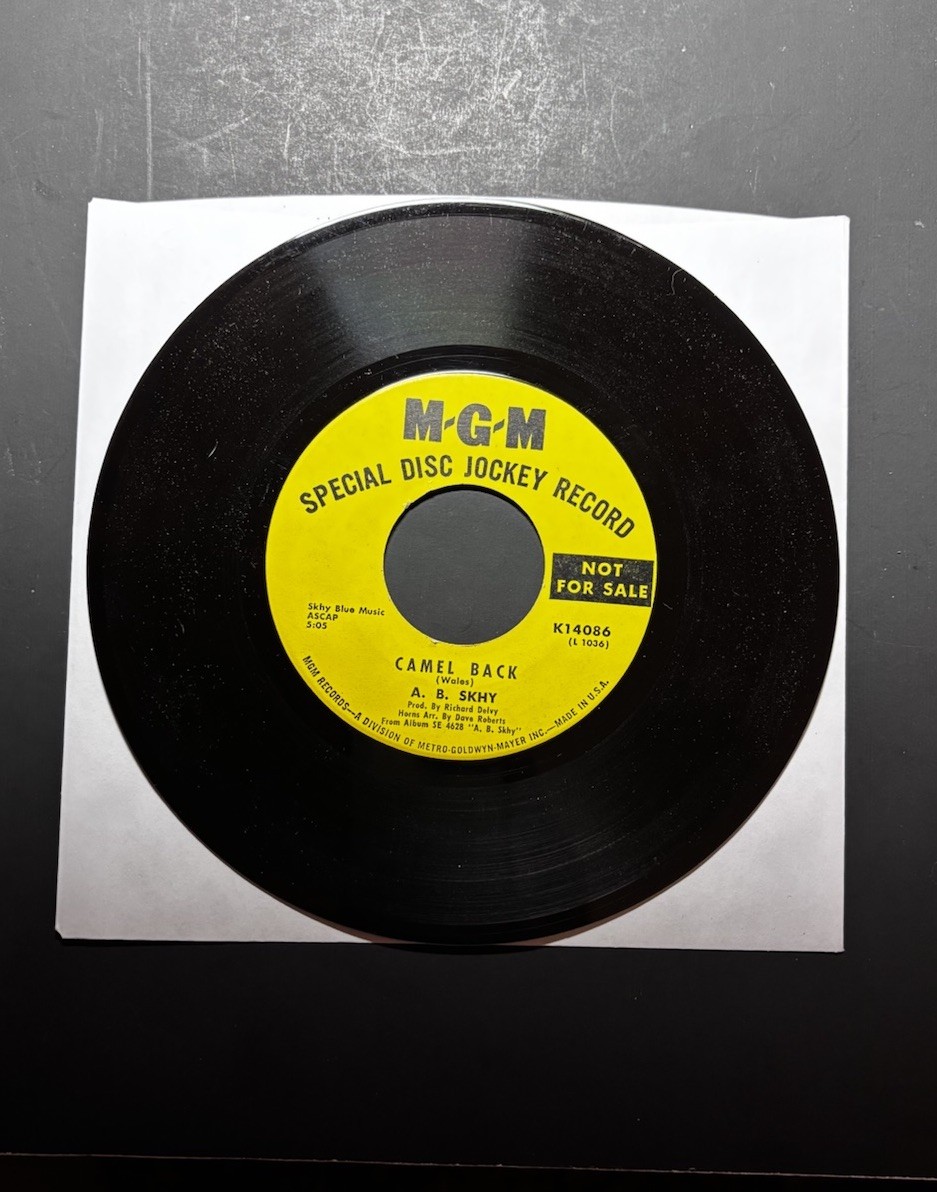 M-G-M
SPECIAL DISC JOCKEY RECORD
NOT
FOR SALE
Skhy Blue Music
ASCAP
5:05
K14086
(L 1036)
CAMEL BACK
(Wales)
A. B. SKHY
Prod. By Richard Delvy
Horns Arr. By Dave Roberts
From Album SE 4628 "A. B. Skhy"
MGM RECORDS—A DIVISION OF METRO-GOLDWYN-MAYER INC.—MADE IN U.S.A.